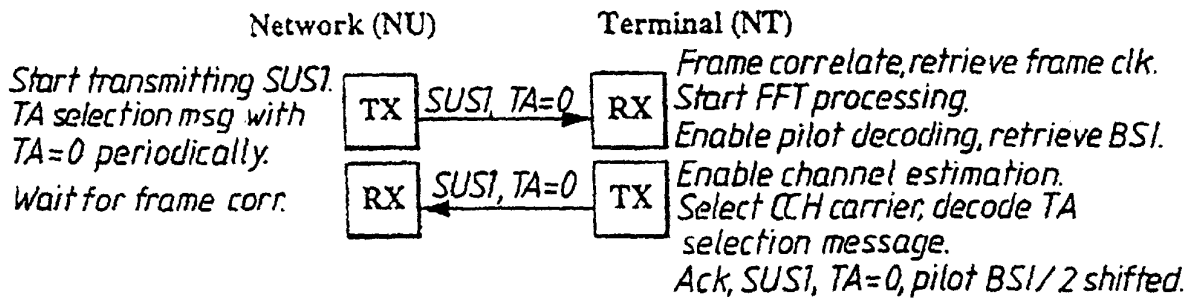 Network (NU) Terminal (NT)
Start transmitting SUS1.
TA selection msg with
TA=0 periodically.
Wait for frame corr.
TX
SUS1, TA=0
RX
RX
SUS1, TA=0
TX
Frame correlate, retrieve frame clk.
Start FFT processing.
Enable pilot decoding, retrieve BSI.
Enable channel estimation.
Select CCH carrier, decode TA
selection message.
Ack, SUS1, TA=0, pilot BSI/2 shifted.